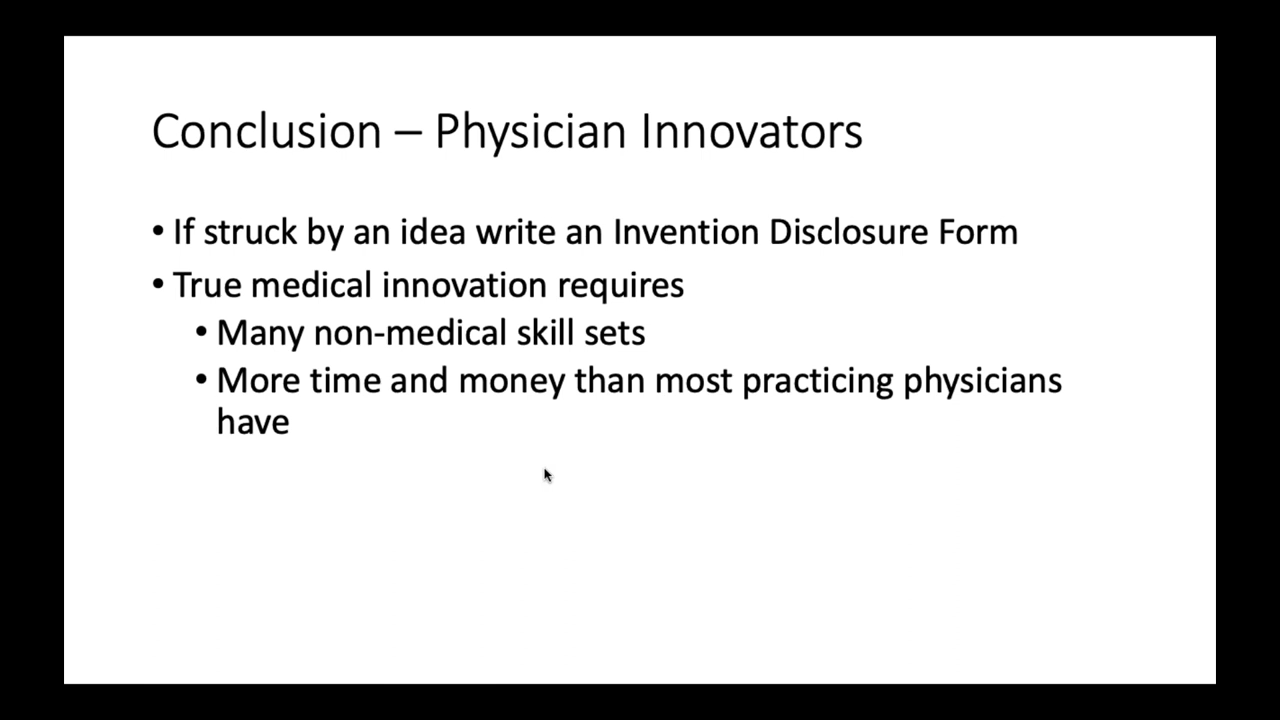 Conclusion – Physician Innovators
• If struck by an idea write an Invention Disclosure Form
• True medical innovation requires
• Many non-medical skill sets
• More time and money than most practicing physicians
have